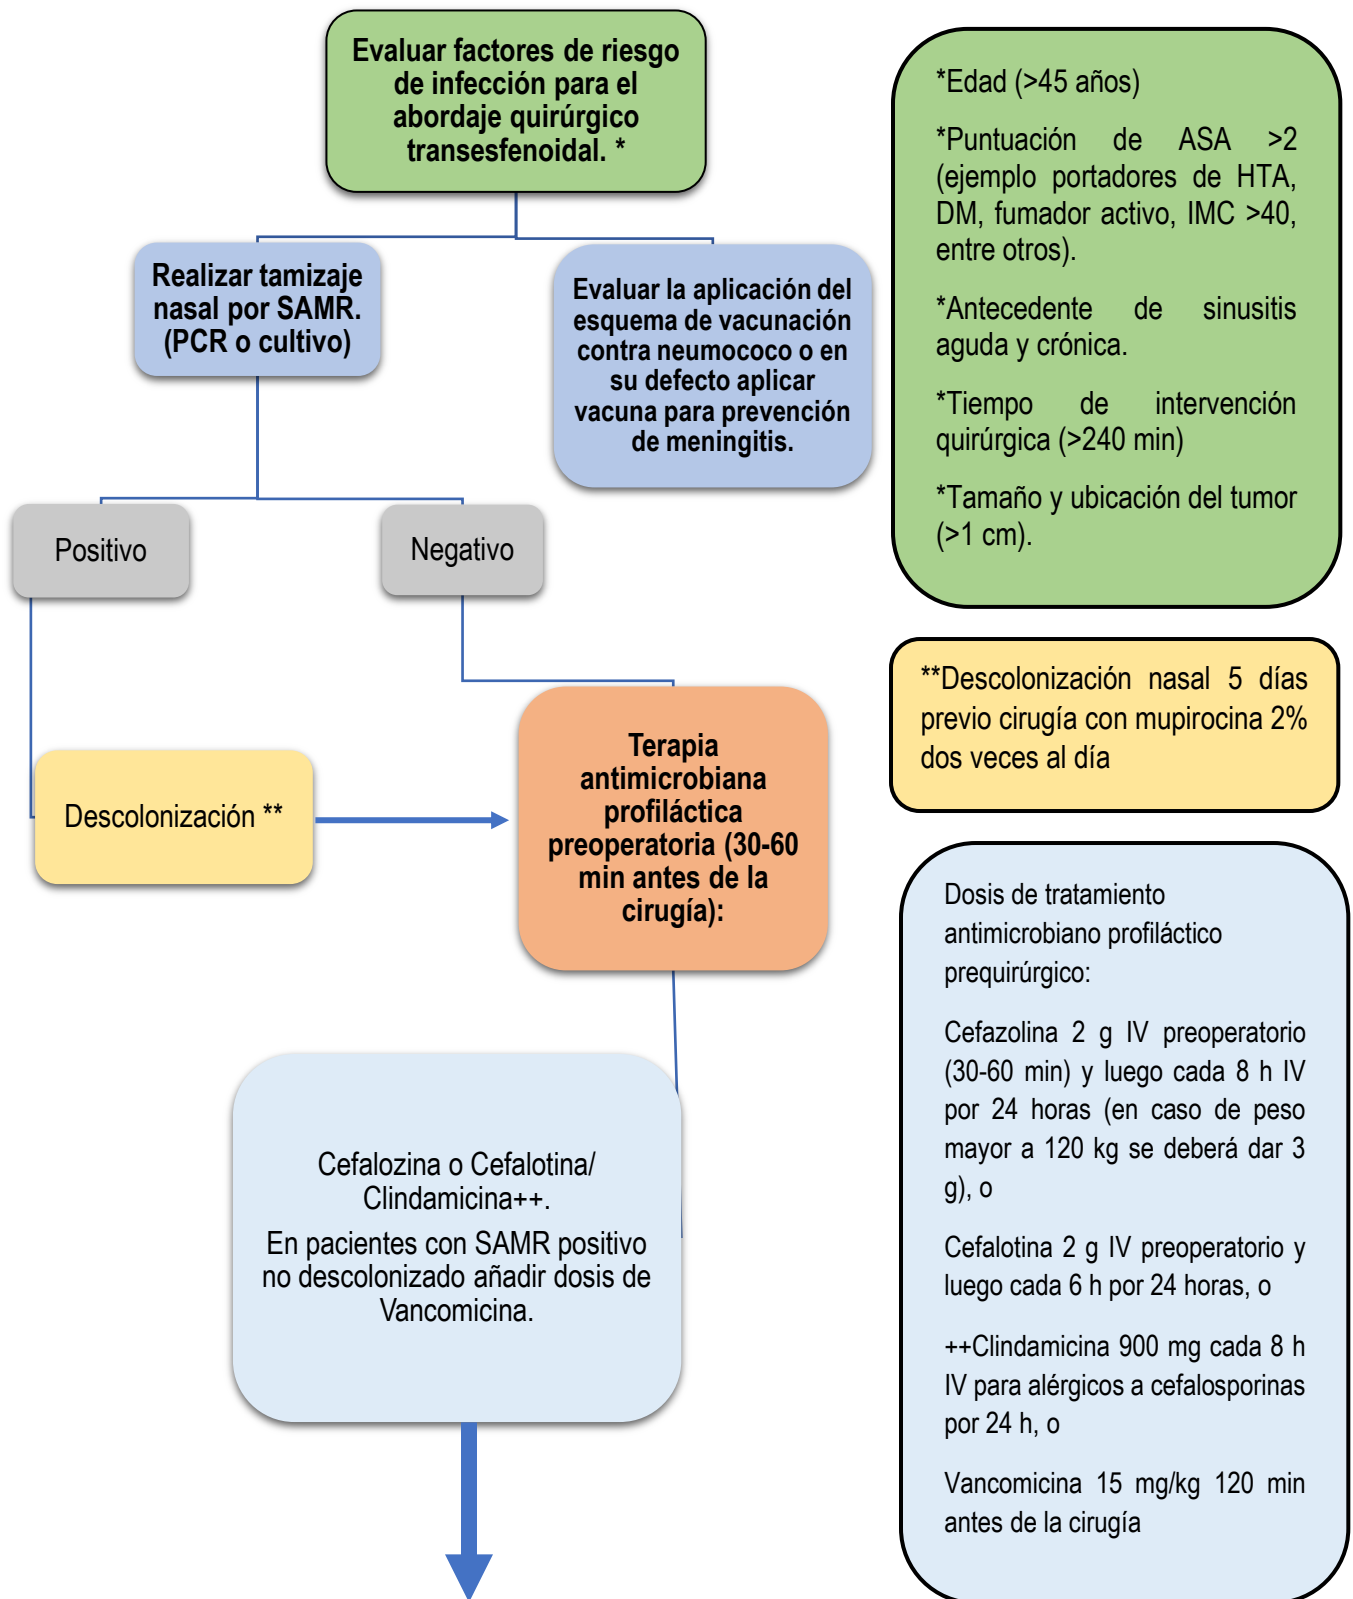 Evaluar factores de riesgo
de infección para el
abordaje quirúrgico
transesfenoidal. *
Realizar tamizaje
nasal por SAMR.
(PCR o cultivo)
Evaluar la aplicación del
esquema de vacunación
contra neumococo o en
su defecto aplicar
vacuna para prevención
de meningitis.
Positivo
Negativo
Descolonización **
Terapia
antimicrobiana
profiláctica
preoperatoria (30-60
min antes de la
cirugía):
Cefalozina o Cefalotina/
Clindamicina++.
En pacientes con SAMR positivo
no descolonizado añadir dosis de
Vancomicina.
*Edad (>45 años)
*Puntuación de ASA >2
(ejemplo portadores de HTA,
DM, fumador activo, IMC >40,
entre otros).
*Antecedente de sinusitis
aguda y crónica.
*Tiempo de intervención
quirúrgica (>240 min)
*Tamaño y ubicación del tumor
(>1 cm).
**Descolonización nasal 5 días
previo cirugía con mupirocina 2%
dos veces al día
Dosis de tratamiento
antimicrobiano profiláctico
prequirúrgico:
Cefazolina 2 g IV preoperatorio
(30-60 min) y luego cada 8 h IV
por 24 horas (en caso de peso
mayor a 120 kg se deberá dar 3
g), o
Cefalotina 2 g IV preoperatorio y
luego cada 6 h por 24 horas, o
++Clindamicina 900 mg cada 8 h
IV para alérgicos a cefalosporinas
por 24 h, o
Vancomicina 15 mg/kg 120 min
antes de la cirugía